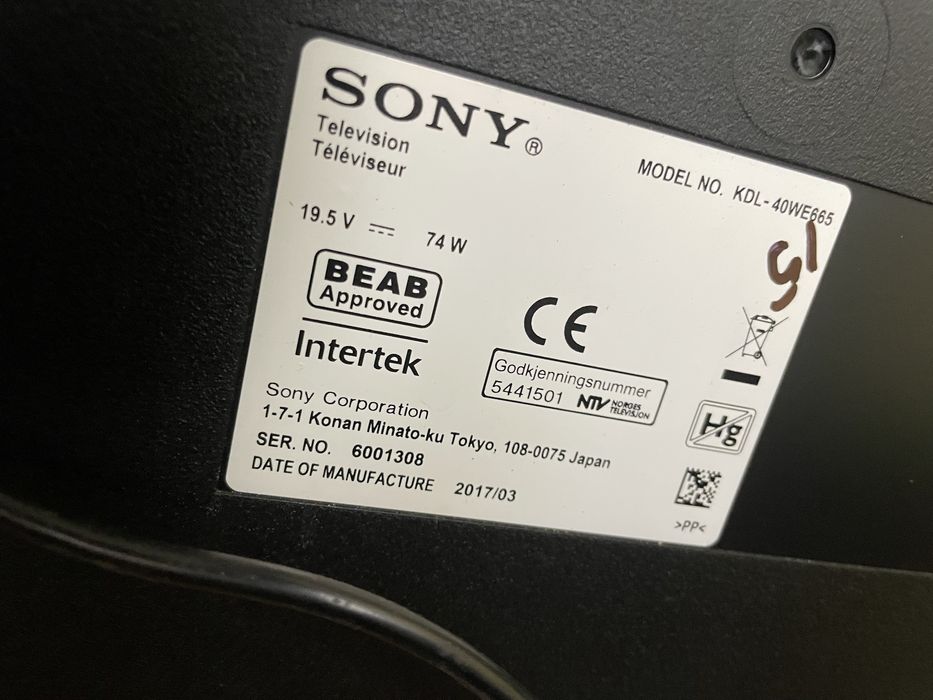 SONY®
Television
Téléviseur
MODEL NO. KDL-40WE665
19.5 V ⎓ 74 W
BEAB
Approved
Intertek
CE
Godkjenningsnummer
5441501 NTV NORGES
TELEVISJON
Hg
Sony Corporation
1-7-1 Konan Minato-ku Tokyo, 108-0075 Japan
SER. NO. 6001308
DATE OF MANUFACTURE 2017/03
>PP<